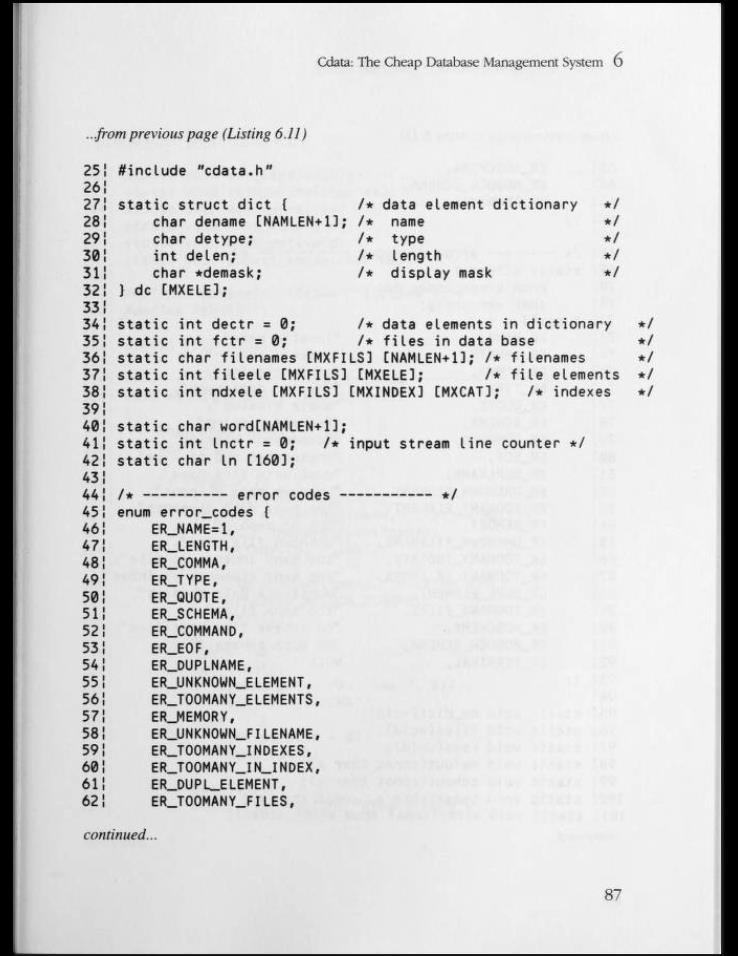 Cdata: The Cheap Database Management System 6
...from previous page (Listing 6.11)
25¦ #include "cdata.h"
26¦
27¦ static struct dict {        /* data element dictionary   */
28¦     char dename [NAMLEN+1]; /*  name                     */
29¦     char detype;            /*  type                     */
30¦     int delen;              /*  length                   */
31¦     char *demask;           /*  display mask             */
32¦ } dc [MXELE];
33¦
34¦ static int dectr = 0;       /* data elements in dictionary   */
35¦ static int fctr = 0;        /* files in data base            */
36¦ static char filenames [MXFILS] [NAMLEN+1]; /* filenames      */
37¦ static int fileele [MXFILS] [MXELE];       /* file elements  */
38¦ static int ndxele [MXFILS] [MXINDEX] [MXCAT];   /* indexes   */
39¦
40¦ static char word[NAMLEN+1];
41¦ static int lnctr = 0;   /* input stream line counter */
42¦ static char ln [160];
43¦
44¦ /* ---------- error codes ----------- */
45¦ enum error_codes {
46¦     ER_NAME=1,
47¦     ER_LENGTH,
48¦     ER_COMMA,
49¦     ER_TYPE,
50¦     ER_QUOTE,
51¦     ER_SCHEMA,
52¦     ER_COMMAND,
53¦     ER_EOF,
54¦     ER_DUPLNAME,
55¦     ER_UNKNOWN_ELEMENT,
56¦     ER_TOOMANY_ELEMENTS,
57¦     ER_MEMORY,
58¦     ER_UNKNOWN_FILENAME,
59¦     ER_TOOMANY_INDEXES,
60¦     ER_TOOMANY_IN_INDEX,
61¦     ER_DUPL_ELEMENT,
62¦     ER_TOOMANY_FILES,
continued...
87